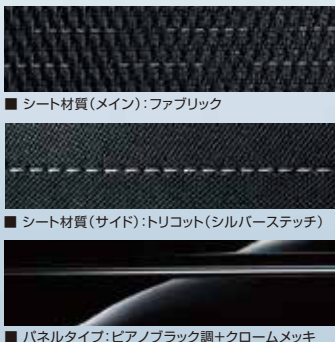 ■ シート材質(メイン):ファブリック
■ シート材質(サイド):トリコット(シルバーステッチ)
■ パネルタイプ:ピアノブラック調+クロームメッキ